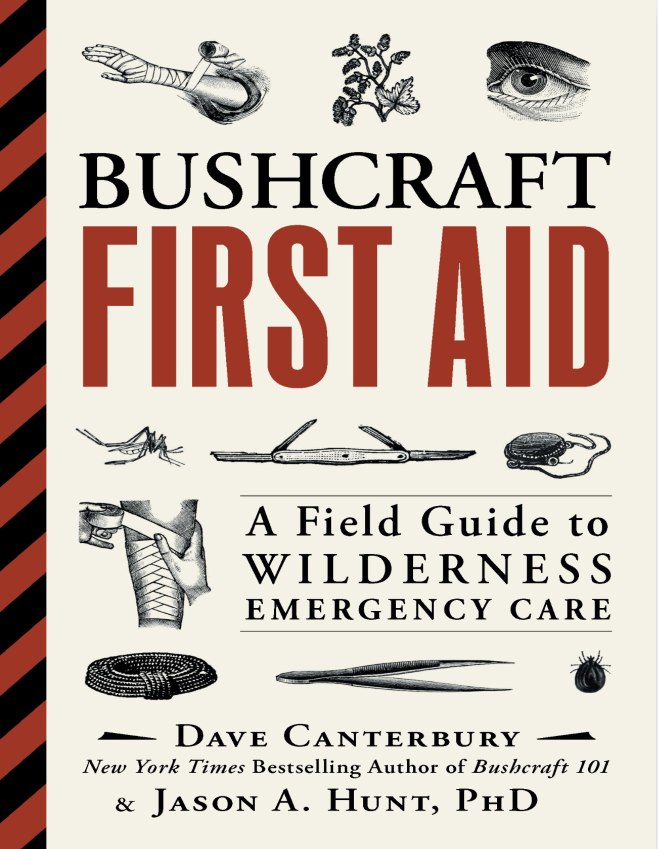 BUSHCRAFT
FIRST AID
A Field Guide to
WILDERNESS
EMERGENCY CARE
DAVE CANTERBURY
New York Times Bestselling Author of Bushcraft 101
& JASON A. HUNT, PHD